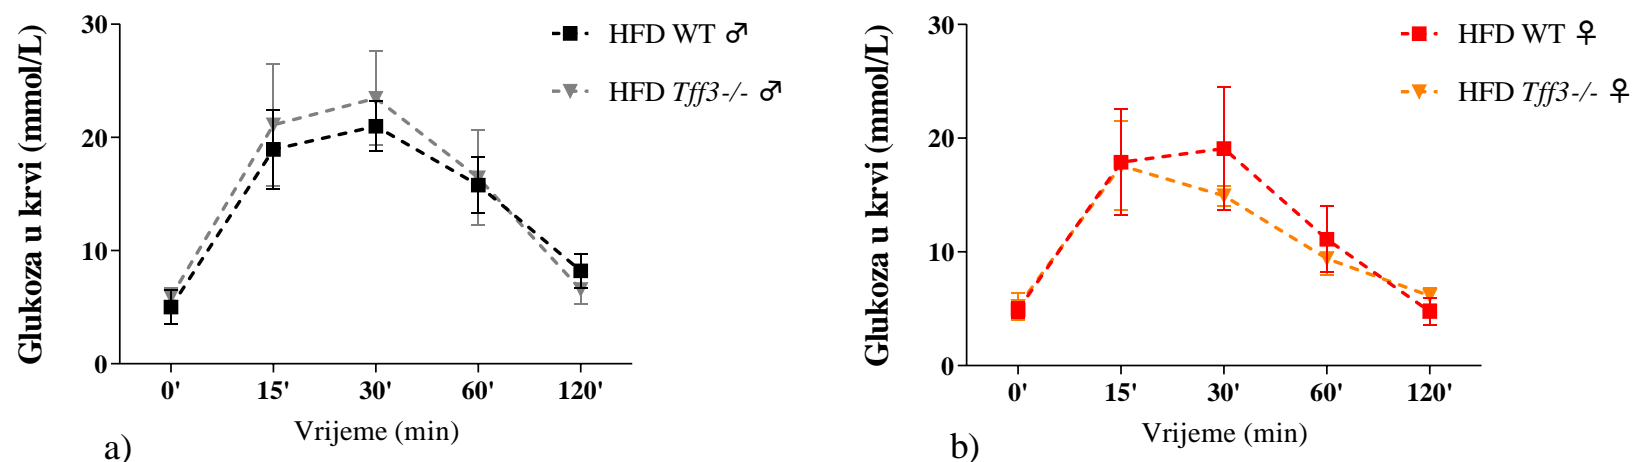 Glukoza u krvi (mmol/L)
30
20
10
0
0' 15' 30' 60' 120'
Vrijeme (min)
HFD WT ♂
HFD Tff3-/- ♂
a)
Glukoza u krvi (mmol/L)
30
20
10
0
0' 15' 30' 60' 120'
Vrijeme (min)
HFD WT ♀
HFD Tff3-/- ♀
b)